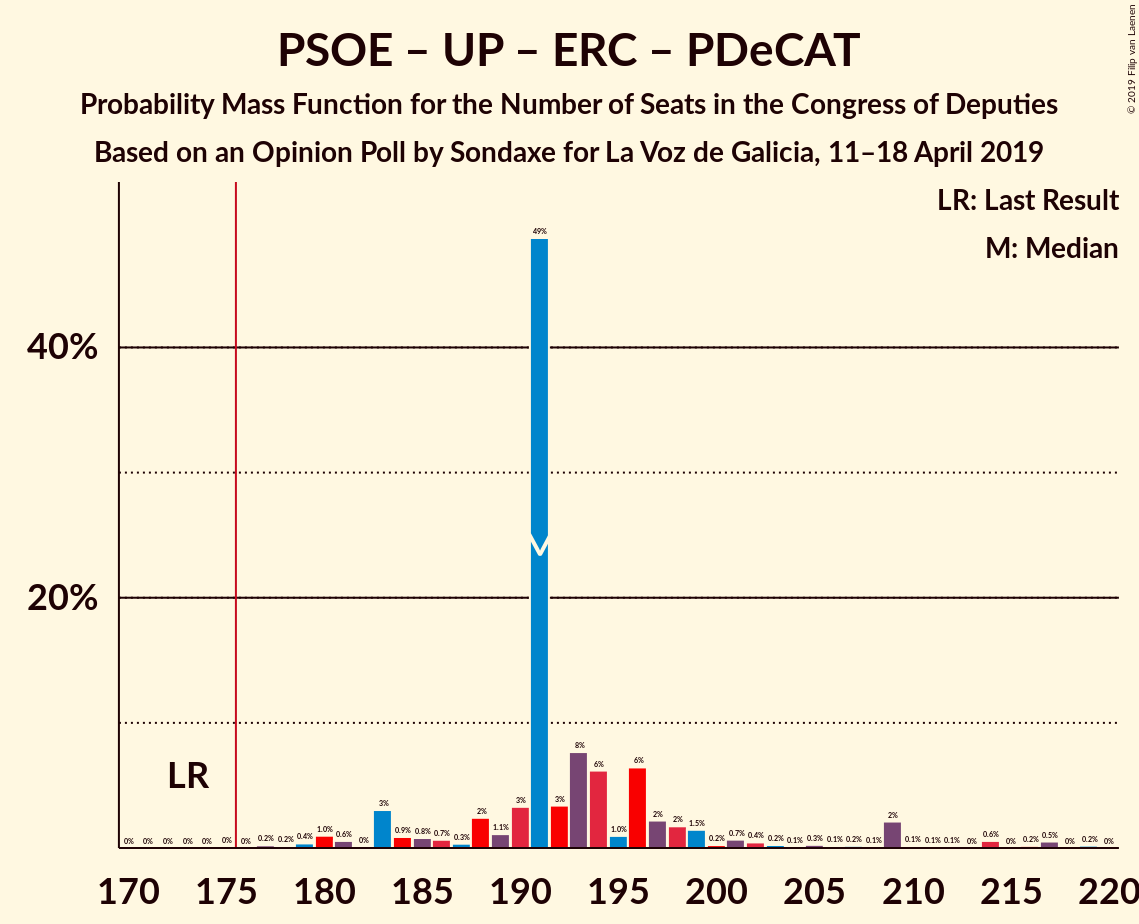 © 2019 Filip van Laenen
PSOE – UP – ERC – PDeCAT
Probability Mass Function for the Number of Seats in the Congress of Deputies
Based on an Opinion Poll by Sondaxe for La Voz de Galicia, 11–18 April 2019
LR: Last Result
M: Median
49%
40%
20%
LR
0% 0% 0% 0% 0% 0% 0% 0.2% 0.2% 0.4% 1.0% 0.6% 0% 3% 0.9% 0.8% 0.7% 0.3% 2% 1.1% 3% 3% 8% 6% 1.0% 6% 2% 2% 1.5% 0.2% 0.7% 0.4% 0.2% 0.1% 0.3% 0.1% 0.2% 0.1% 2% 0.1% 0.1% 0.1% 0% 0.6% 0% 0.2% 0.5% 0% 0.2% 0%
170 175 180 185 190 195 200 205 210 215 220